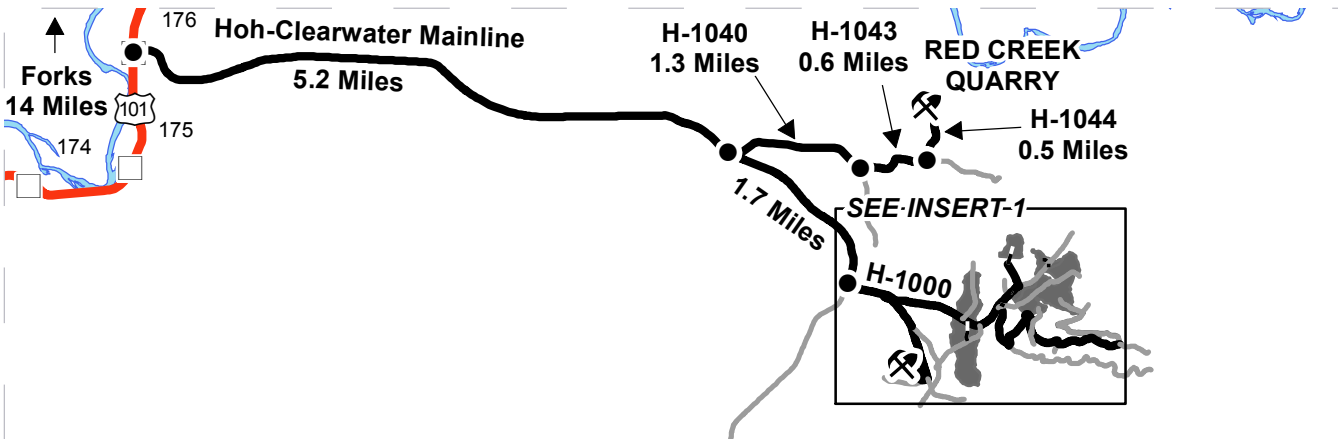 176
Hoh-Clearwater Mainline
5.2 Miles
Forks
14 Miles
101
175
174
H-1040
1.3 Miles
H-1043
0.6 Miles
RED CREEK
QUARRY
H-1044
0.5 Miles
1.7 Miles
SEE INSERT-1
H-1000